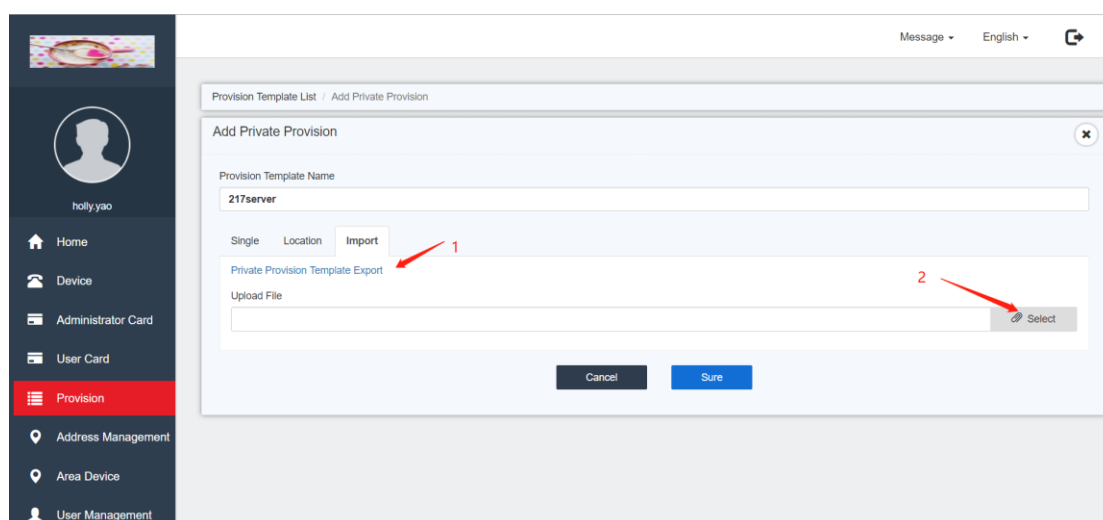 Message English
Provision Template List / Add Private Provision
Add Private Provision
Provision Template Name
217server
holly.yao
Single Location Import
1
Private Provision Template Export
Upload File
2
Select
Cancel Sure
Home
Device
Administrator Card
User Card
Provision
Address Management
Area Device
User Management